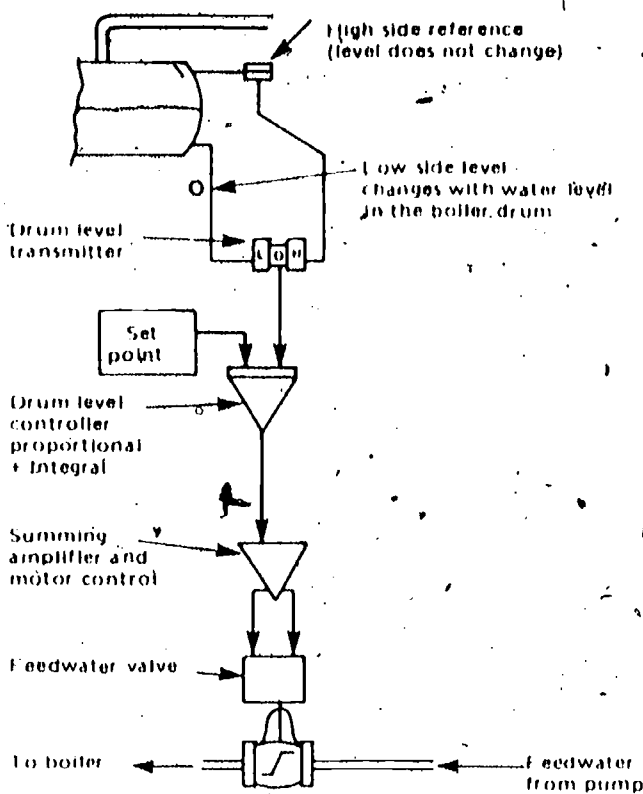 High side reference
(level does not change)
Low side level
changes with water level
in the boiler drum
Drum level
transmitter
L O H
Set
point
Drum level
controller
proportional
+ Integral
Summing
amplifier and
motor control
Feedwater valve
To boiler
Feedwater
from pump